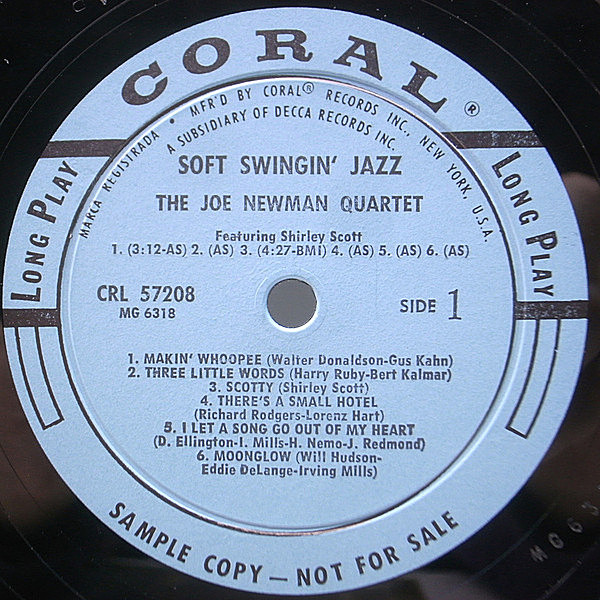 CORAL®
MARCA REGISTRADA • MFR'D BY CORAL® RECORDS INC., NEW YORK, U.S.A.
A SUBSIDIARY OF DECCA RECORDS INC.
SOFT SWINGIN' JAZZ
THE JOE NEWMAN QUARTET
Featuring Shirley Scott
1. (3:12-AS) 2. (AS) 3. (4:27-BMI) 4. (AS) 5. (AS) 6. (AS)
LONG PLAY
LONG PLAY
CRL 57208
MG 6318
SIDE 1
1. MAKIN' WHOOPEE (Walter Donaldson-Gus Kahn)
2. THREE LITTLE WORDS (Harry Ruby-Bert Kalmar)
3. SCOTTY (Shirley Scott)
4. THERE'S A SMALL HOTEL
(Richard Rodgers-Lorenz Hart)
5. I LET A SONG GO OUT OF MY HEART
(D. Ellington-I. Mills-H. Nemo-J. Redmond)
6. MOONGLOW (Will Hudson-
Eddie DeLange-Irving Mills)
SAMPLE COPY — NOT FOR SALE